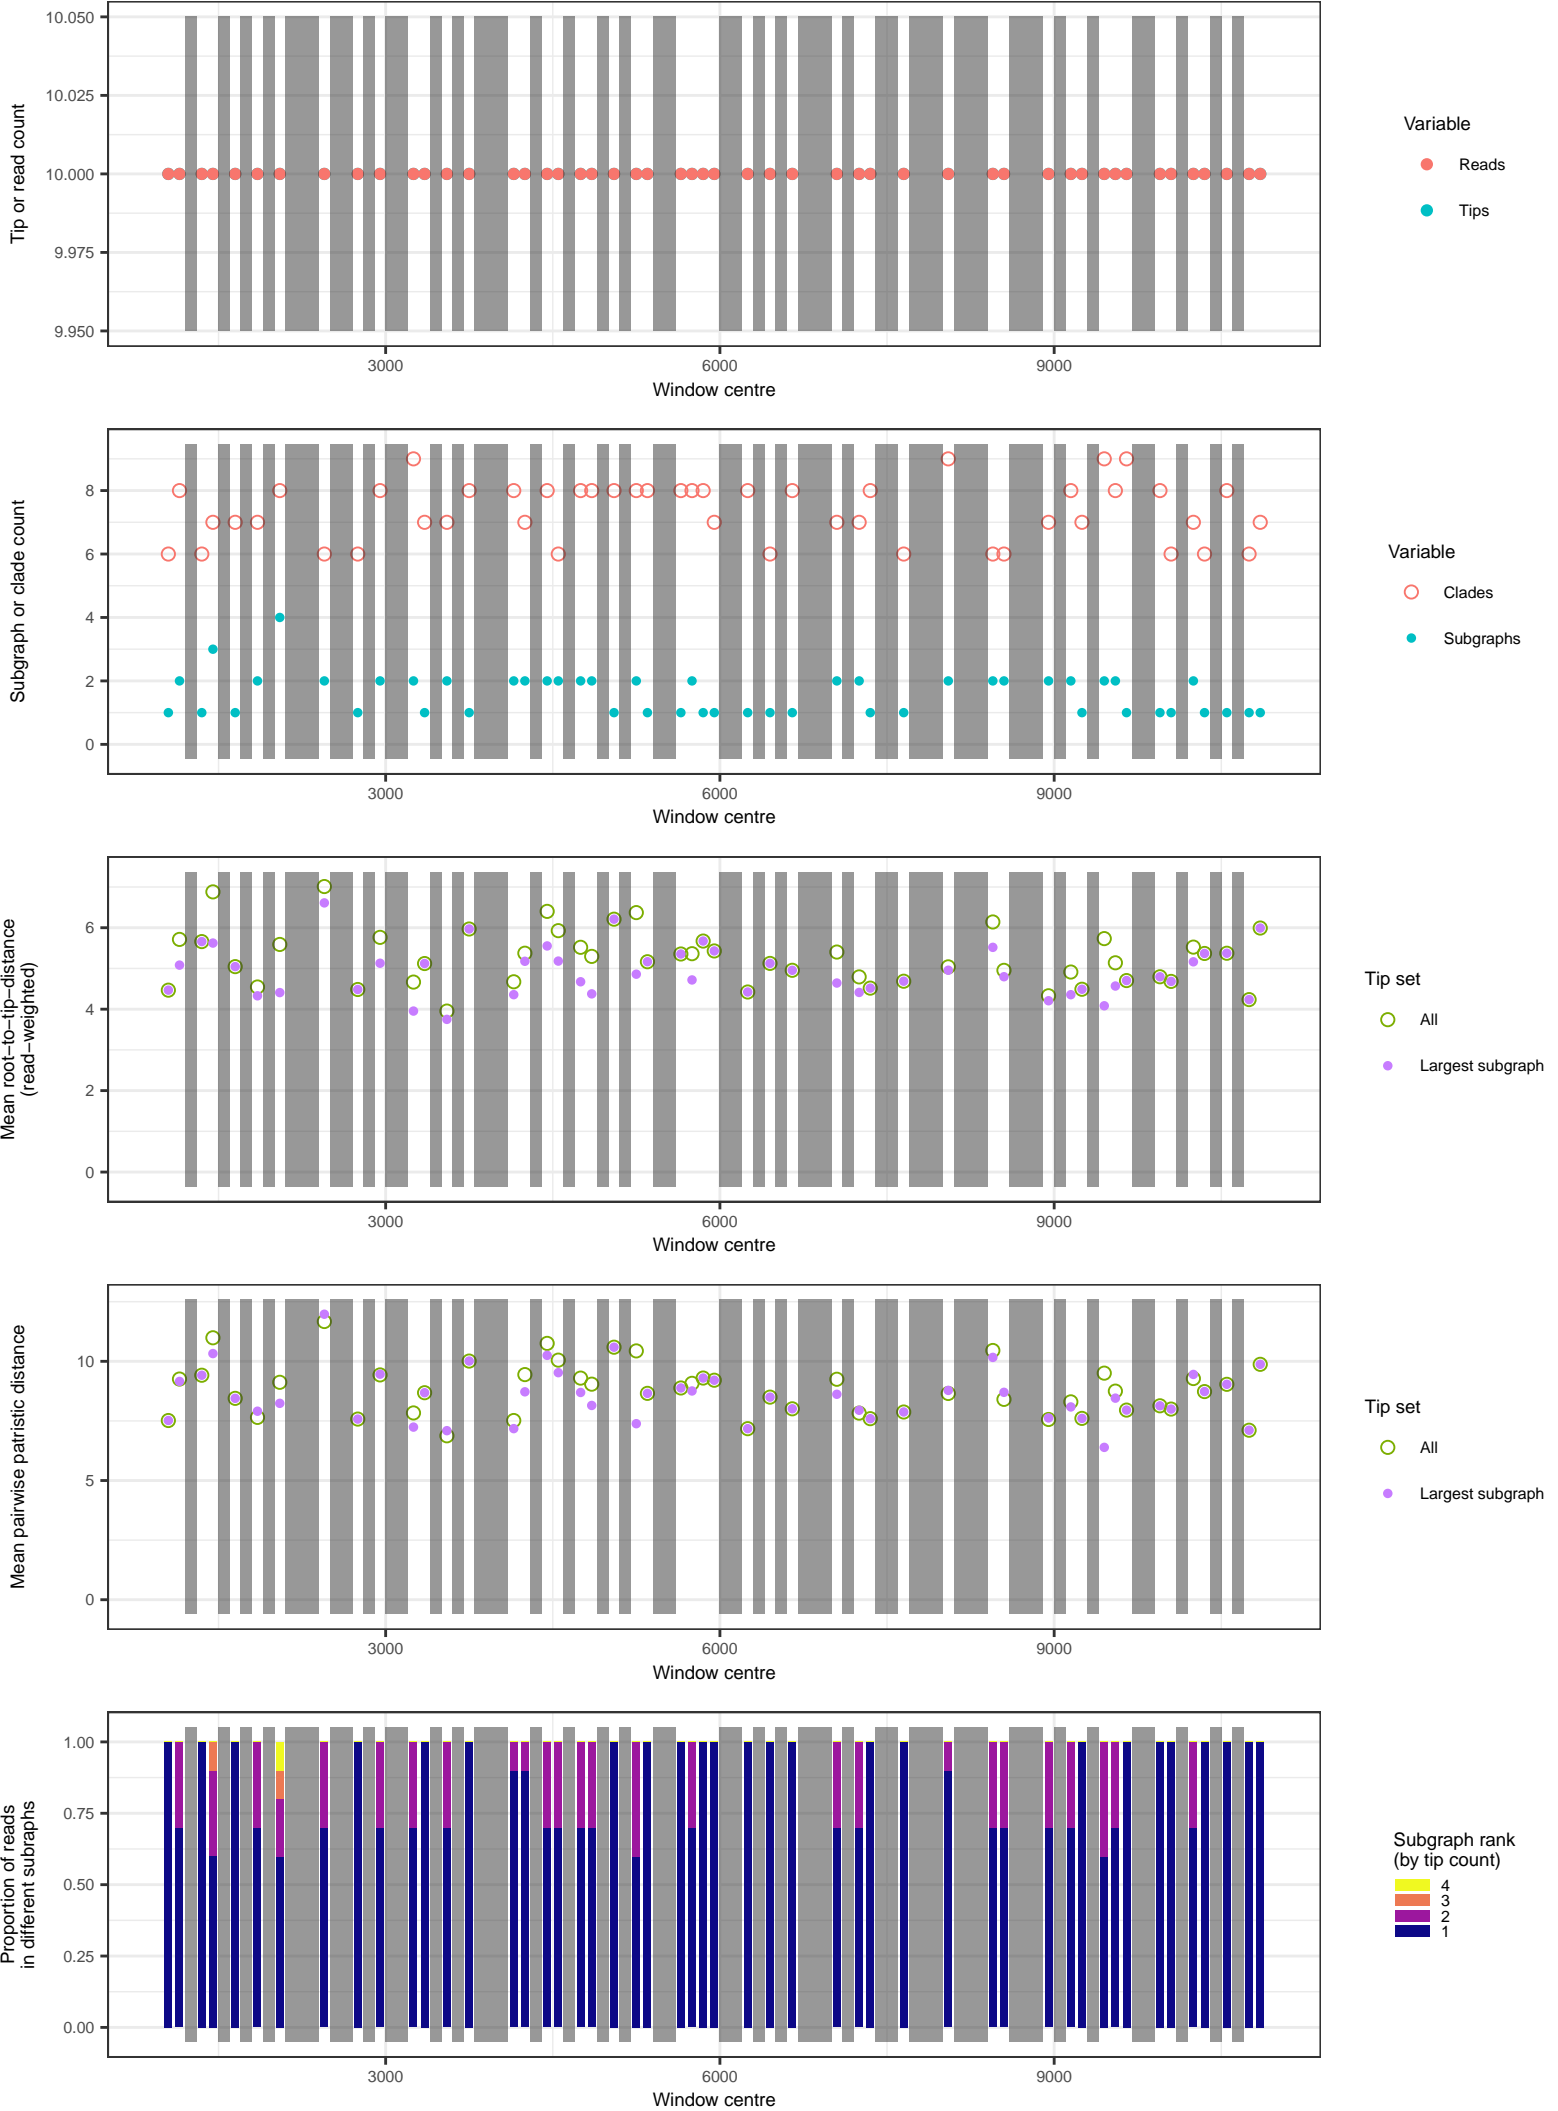 10.050
10.025
10.000
9.975
9.950
Tip or read count
3000
6000
9000
Window centre
Variable
Reads
Tips
8
6
4
2
0
Subgraph or clade count
3000
6000
9000
Window centre
Variable
Clades
Subgraphs
6
4
2
0
Mean root−to−tip−distance
(read−weighted)
3000
6000
9000
Window centre
Tip set
All
Largest subgraph
10
5
0
Mean pairwise patristic distance
3000
6000
9000
Window centre
Tip set
All
Largest subgraph
1.00
0.75
0.50
0.25
0.00
Proportion of reads
in different subraphs
3000
6000
9000
Window centre
Subgraph rank
(by tip count)
4
3
2
1